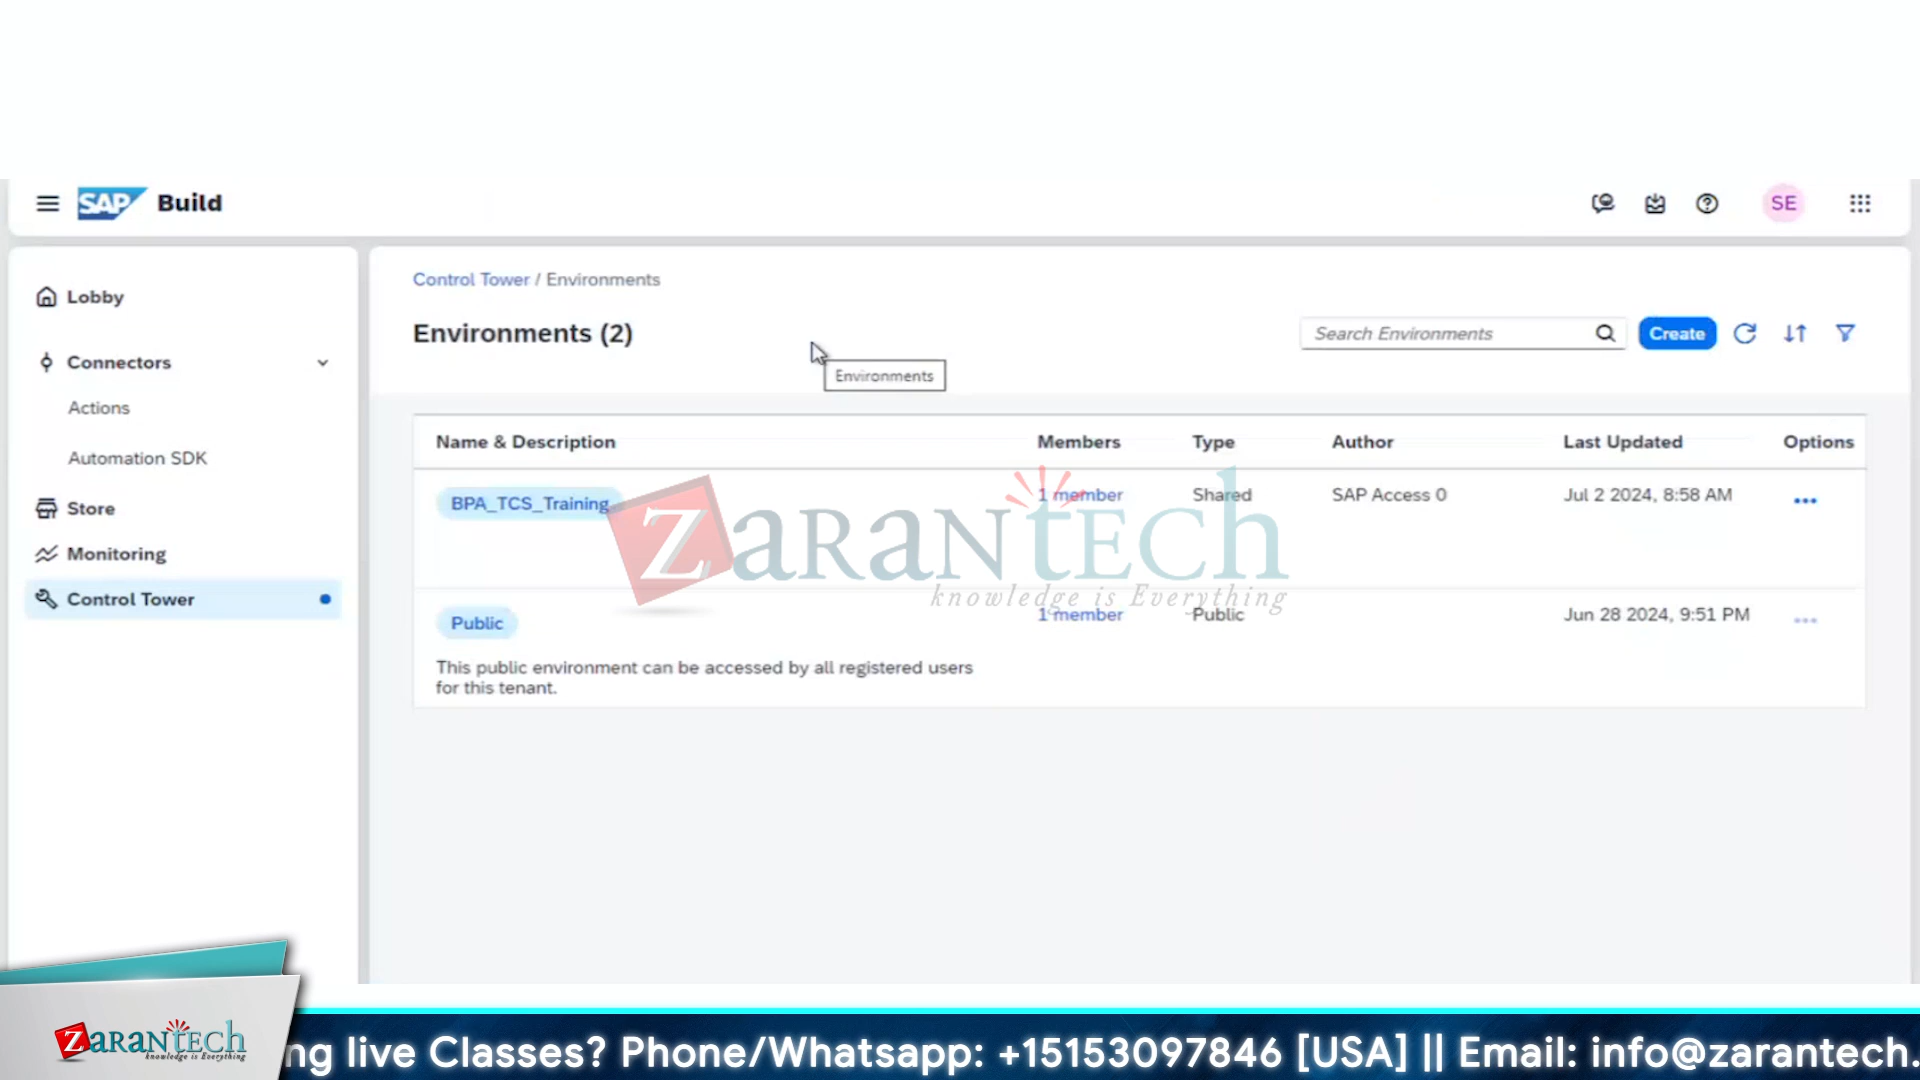 SAP Build
SE
Lobby
Connectors
Actions
Automation SDK
Store
Monitoring
Control Tower
Control Tower / Environments
Environments (2)
Search Environments
Create
Environments
Name & Description Members Type Author Last Updated Options
BPA_TCS_Training 1 member Shared SAP Access 0 Jul 2 2024, 8:58 AM
Public 1 member Public Jun 28 2024, 9:51 PM
This public environment can be accessed by all registered users
for this tenant.
ZaranTech
knowledge is Everything
ZaranTech
knowledge is Everything
ng live Classes? Phone/Whatsapp: +15153097846 [USA] || Email: info@zarantech.